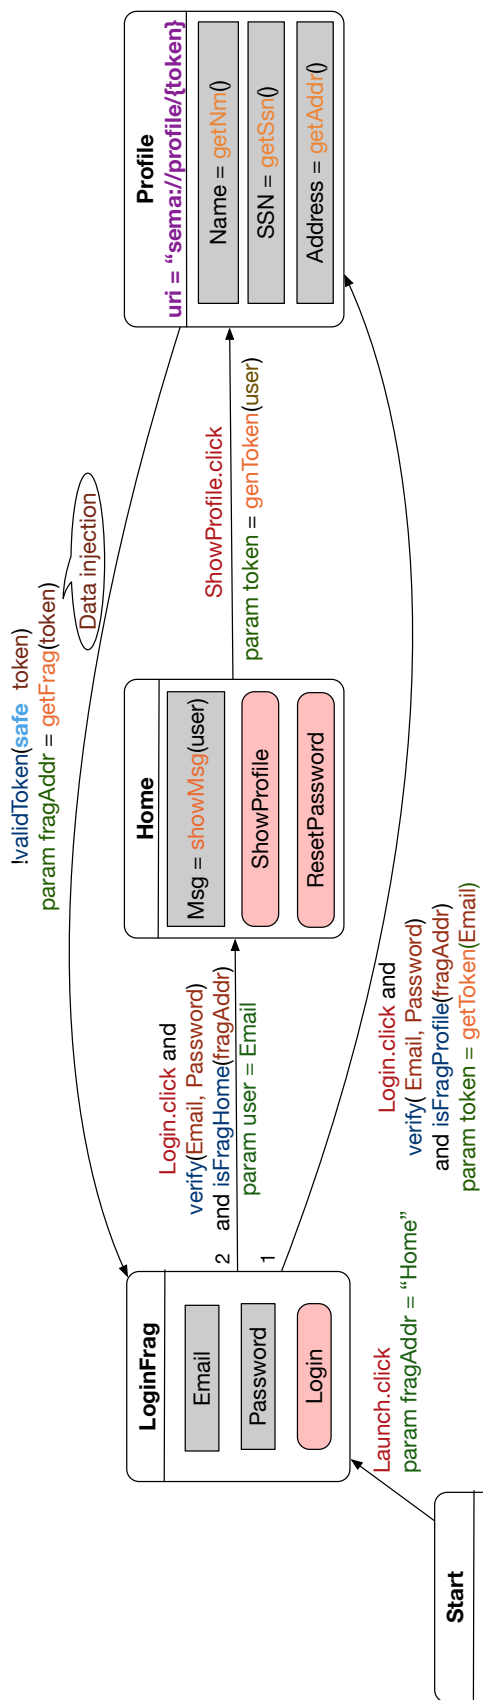 Start
Launch.click
param fragAddr = “Home”
LoginFrag
Email
Password
Login
2
1
Login.click and
verify(Email, Password)
and isFragHome(fragAddr)
param user = Email
Login.click and
verify( Email, Password)
and isFragProfile(fragAddr)
param token = getToken(Email)
Home
Msg = showMsg(user)
ShowProfile
ResetPassword
!validToken(safe token)
param fragAddr = getFrag(token)
Data injection
ShowProfile.click
param token = genToken(user)
Profile
uri = “sema://profile/{token}
Name = getNm()
SSN = getSsn()
Address = getAddr()